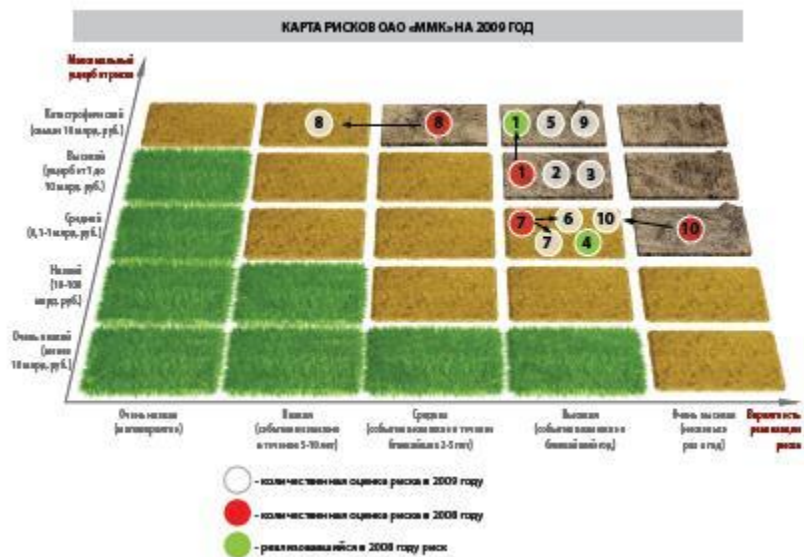 КАРТА РИСКОВ ОАО «ММК» НА 2009 ГОД
Максимальный
ущерб от риска
Катастрофический
(свыше 10 млрд. руб.)
8
8
1
5
9
Высокий
(ущерб от 1 до
10 млрд. руб.)
1
2
3
Средний
(0,1-1 млрд. руб.)
7
6
10
10
7
4
Низкий
(10-100
млрд. руб.)
Очень низкий
(менее
10 млрд. руб.)
Очень низкая
(маловероятно)
Низкая
(событие возможно
в течение 5-10 лет)
Средняя
(событие возможно в течение
ближайших 2-5 лет)
Высокая
(событие возможно в
ближайший год)
Очень высокая
(несколько
раз в год)
Вероятность
реализации
риска
- количественная оценка риска в 2009 году
- количественная оценка риска в 2008 году
- реализовавшийся в 2008 году риск